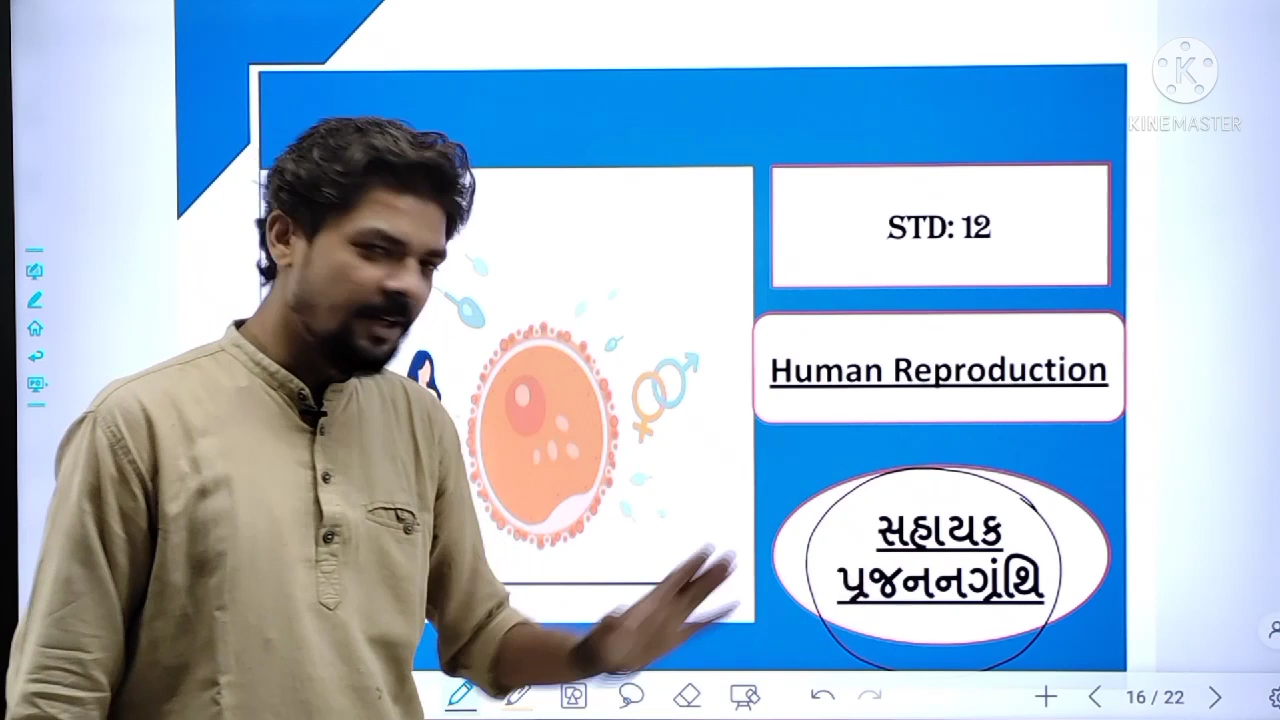 KINEMASTER
STD: 12
Human Reproduction
સહાયક
પ્રજનનગ્રંથિ
16 / 22